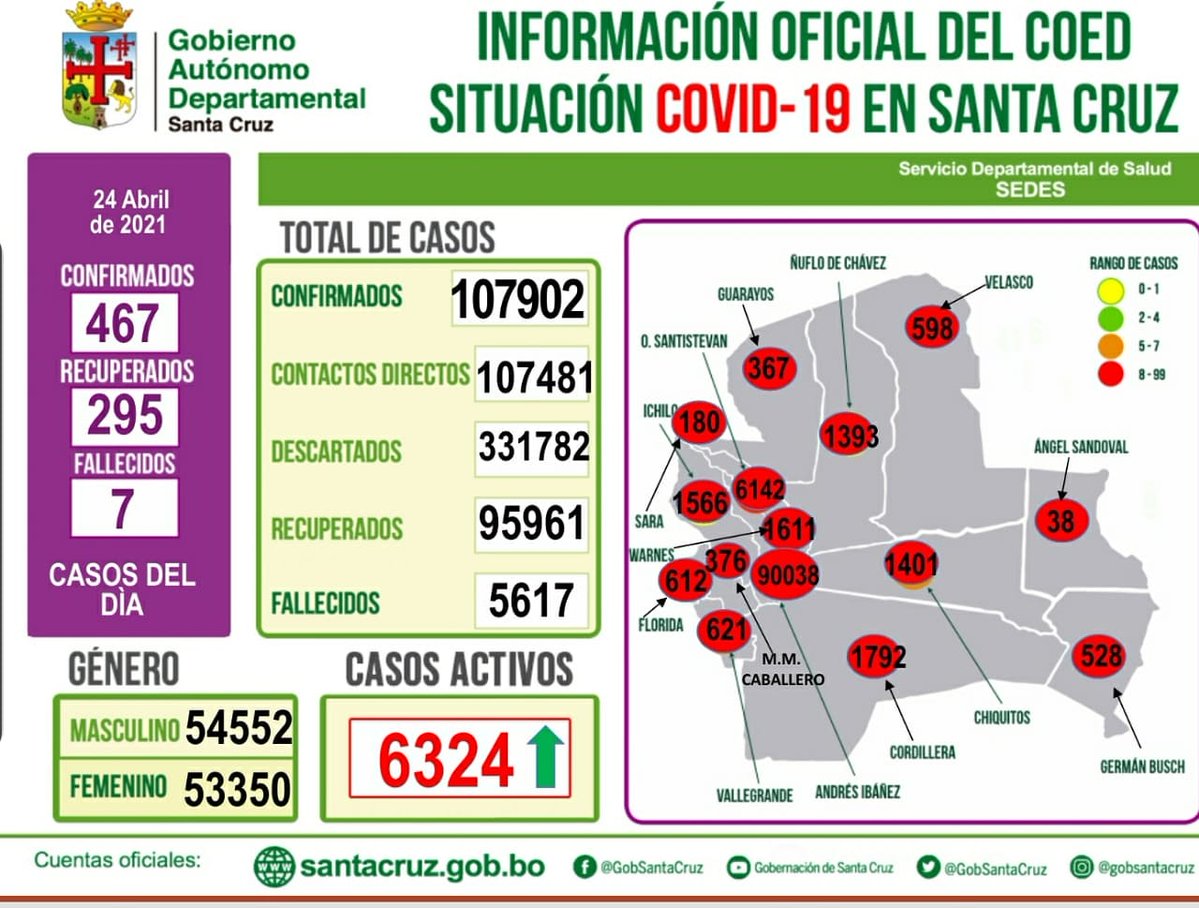 Gobierno
Autónomo
Departamental
Santa Cruz
INFORMACIÓN OFICIAL DEL COED
SITUACIÓN COVID-19 EN SANTA CRUZ
Servicio Departamental de Salud
SEDES
24 Abril
de 2021
CONFIRMADOS
467
RECUPERADOS
295
FALLECIDOS
7
CASOS DEL
DÌA
TOTAL DE CASOS
CONFIRMADOS 107902
CONTACTOS DIRECTOS 107481
DESCARTADOS 331782
RECUPERADOS 95961
FALLECIDOS 5617
GÉNERO
MASCULINO 54552
FEMENINO 53350
CASOS ACTIVOS
6324
ÑUFLO DE CHÁVEZ
GUARAYOS
VELASCO
O. SANTISTEVAN
598
367
ICHILO
180
1393
ÁNGEL SANDOVAL
1566
6142
SARA
1611
38
WARNES
376
612
90038
1401
FLORIDA
621
M.M.
CABALLERO
1792
528
CHIQUITOS
CORDILLERA
GERMÁN BUSCH
VALLEGRANDE
ANDRÉS IBÁÑEZ
RANGO DE CASOS
0 - 1
2 - 4
5 - 7
8 - 99
Cuentas oficiales:
www
santacruz.gob.bo
@GobSantaCruz
Gobernación de Santa Cruz
@GobSantaCruz
@gobsantacruz